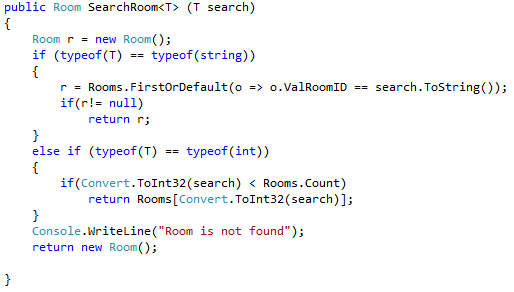 public Room SearchRoom<T> (T search)
{
    Room r = new Room();
    if (typeof(T) == typeof(string))
    {
        r = Rooms.FirstOrDefault(o => o.ValRoomID == search.ToString());
        if(r!= null)
            return r;
    }
    else if (typeof(T) == typeof(int))
    {
        if(Convert.ToInt32(search) < Rooms.Count)
            return Rooms[Convert.ToInt32(search)];
    }
    Console.WriteLine("Room is not found");
    return new Room();
}